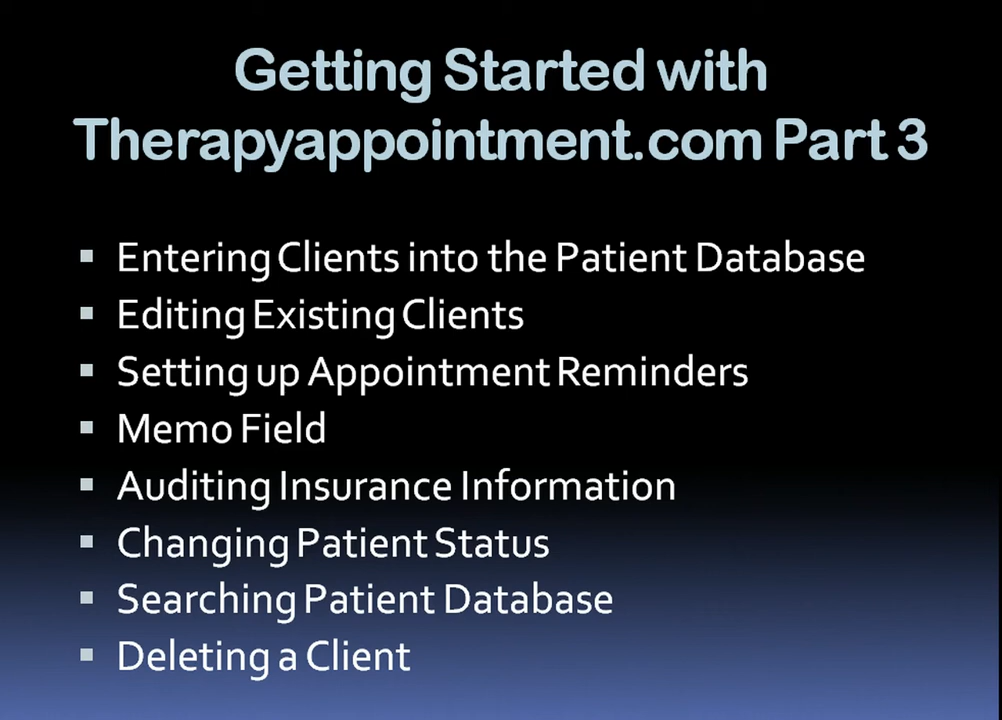 Getting Started with
Therapyappointment.com Part 3
Entering Clients into the Patient Database
Editing Existing Clients
Setting up Appointment Reminders
Memo Field
Auditing Insurance Information
Changing Patient Status
Searching Patient Database
Deleting a Client